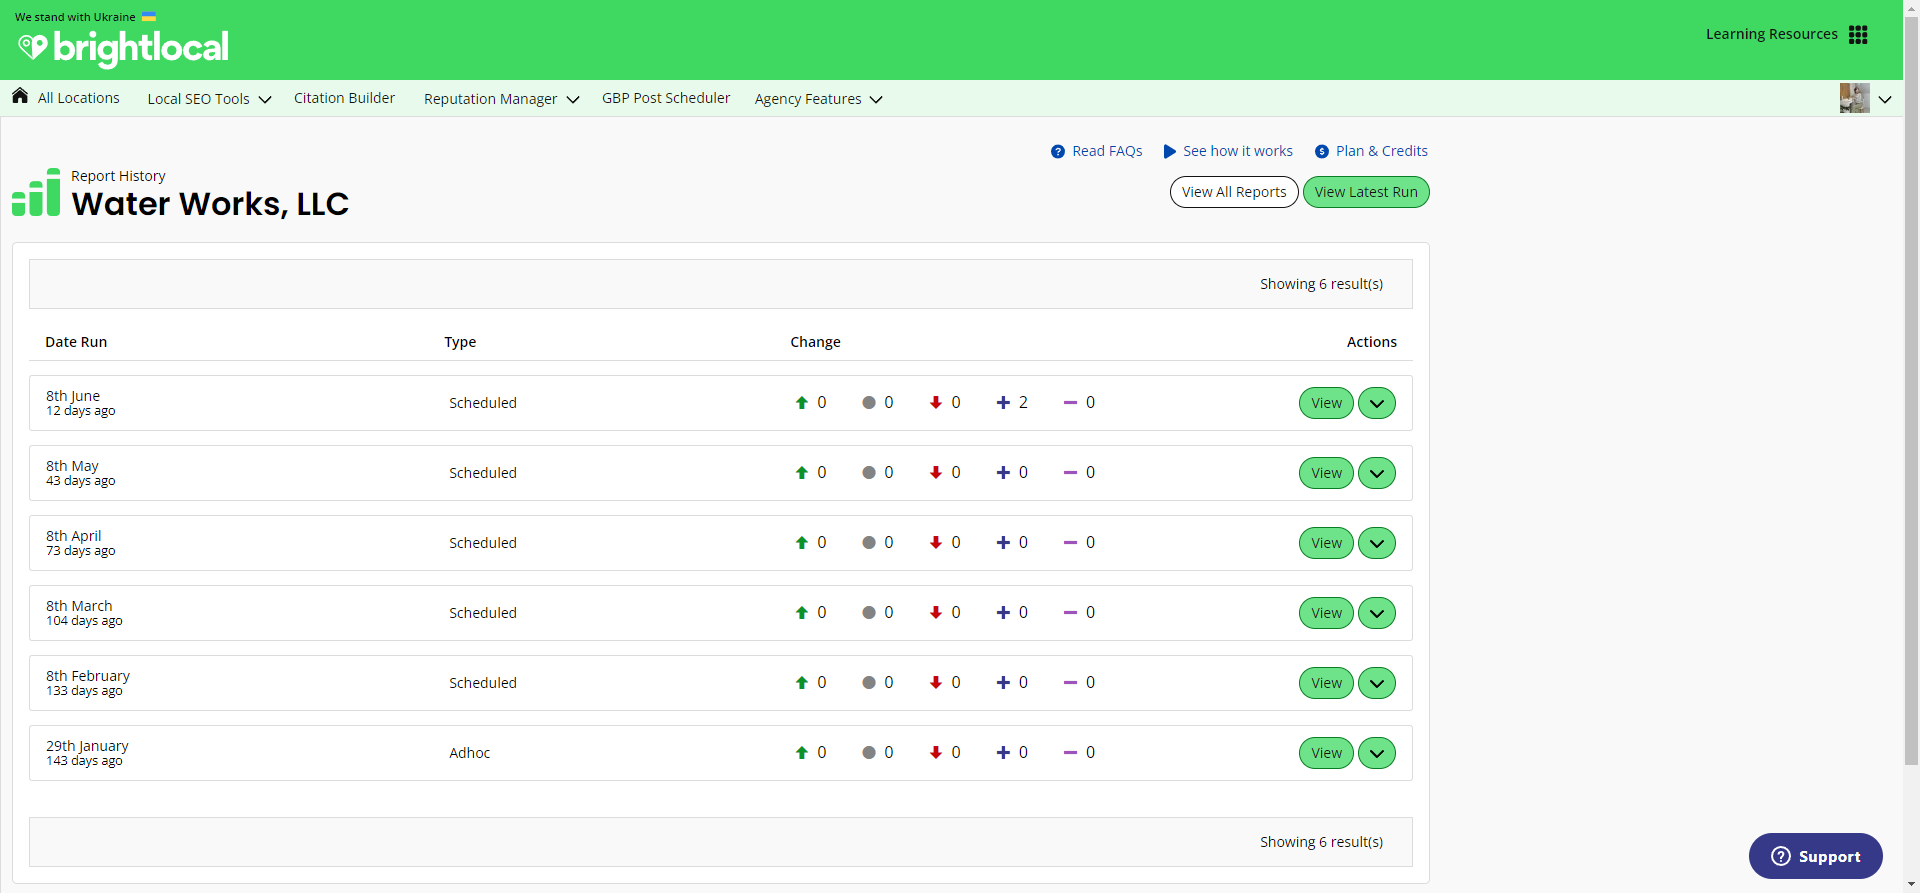 We stand with Ukraine
brightlocal
Learning Resources
All Locations
Local SEO Tools
Citation Builder
Reputation Manager
GBP Post Scheduler
Agency Features
Read FAQs
See how it works
Plan & Credits
Report History
Water Works, LLC
View All Reports
View Latest Run
Showing 6 result(s)
Date Run Type Change Actions
8th June
12 days ago
Scheduled 0 0 0 2 0 View
8th May
43 days ago
Scheduled 0 0 0 0 0 View
8th April
73 days ago
Scheduled 0 0 0 0 0 View
8th March
104 days ago
Scheduled 0 0 0 0 0 View
8th February
133 days ago
Scheduled 0 0 0 0 0 View
29th January
143 days ago
Adhoc 0 0 0 0 0 View
Showing 6 result(s)
Support